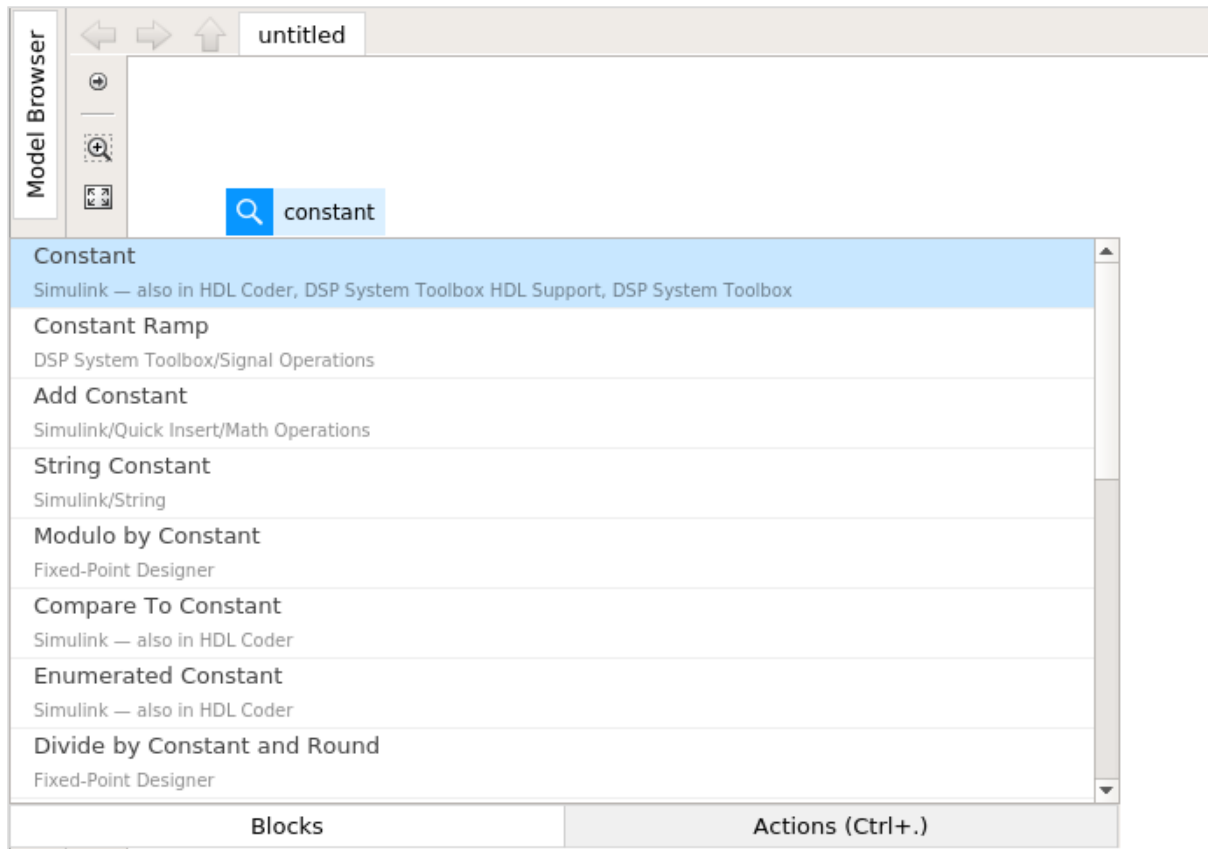 Model Browser
untitled
constant
Constant
Simulink — also in HDL Coder, DSP System Toolbox HDL Support, DSP System Toolbox
Constant Ramp
DSP System Toolbox/Signal Operations
Add Constant
Simulink/Quick Insert/Math Operations
String Constant
Simulink/String
Modulo by Constant
Fixed-Point Designer
Compare To Constant
Simulink — also in HDL Coder
Enumerated Constant
Simulink — also in HDL Coder
Divide by Constant and Round
Fixed-Point Designer
Blocks
Actions (Ctrl+.)